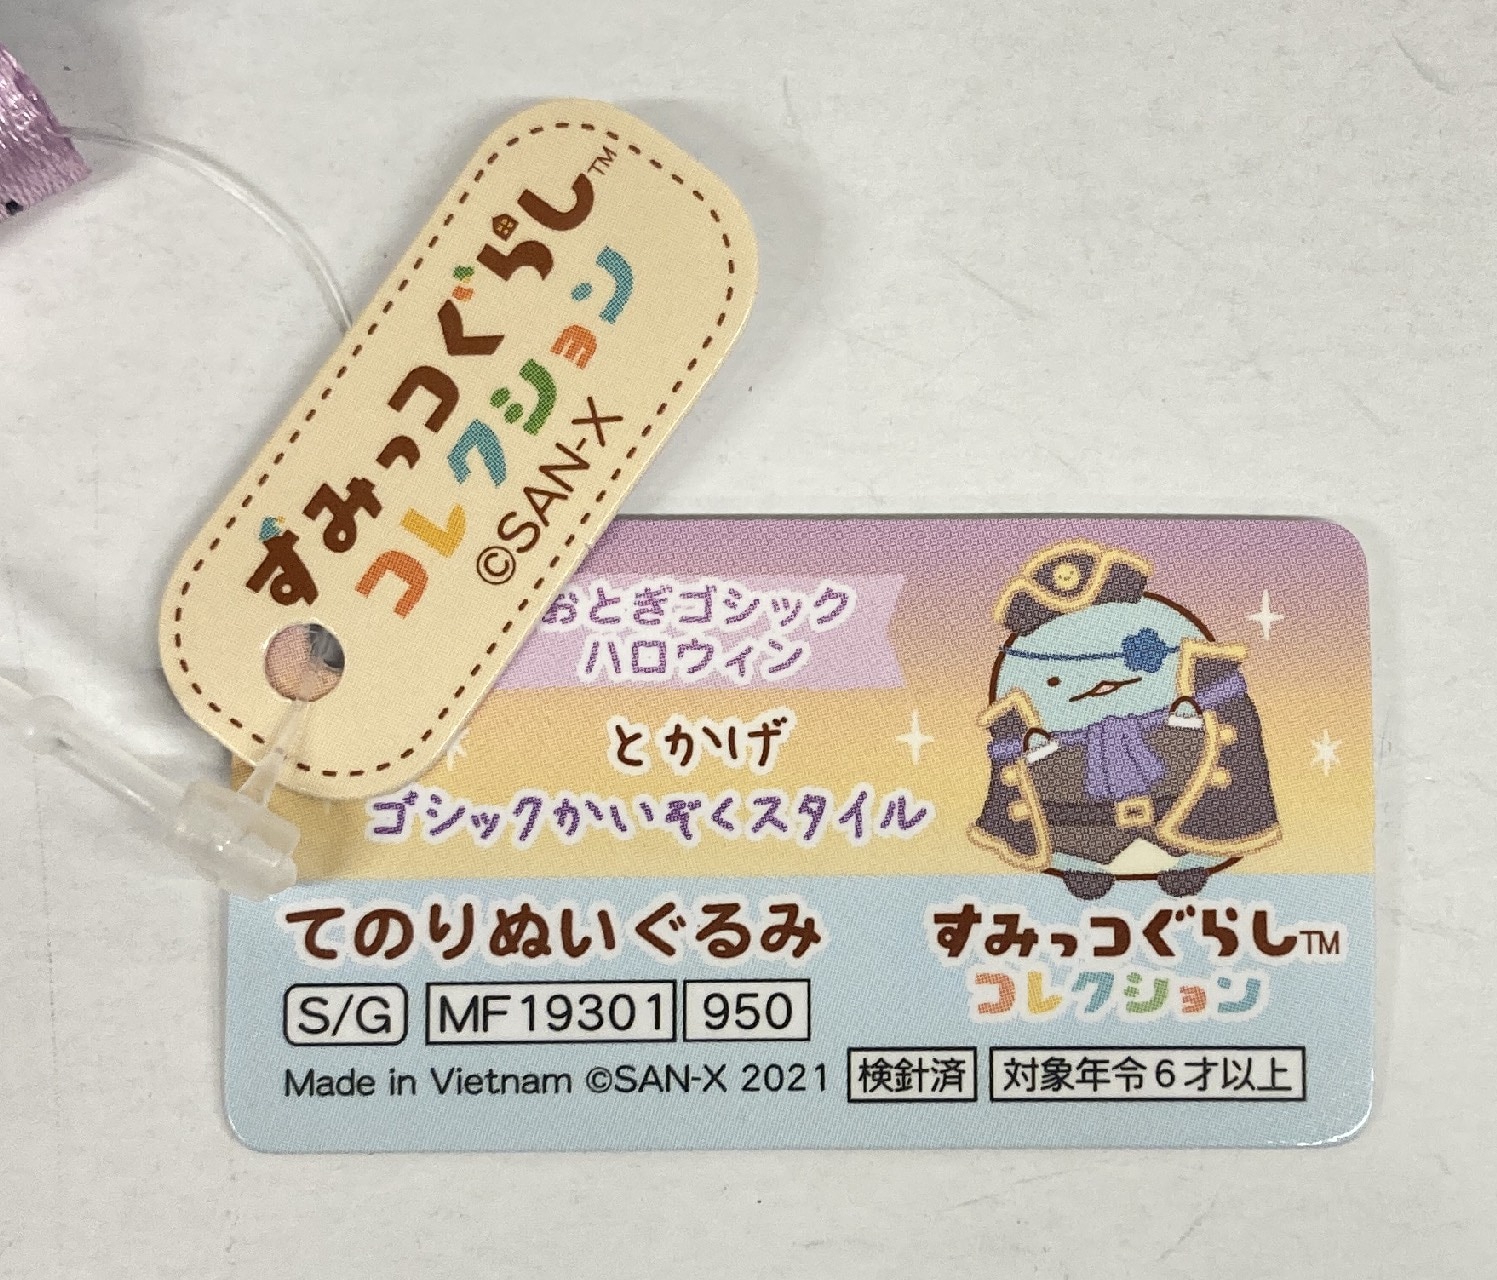 すみっコぐらし™
コレクション
©SAN-X
おとぎゴシック
ハロウィン
とかげ
ゴシックかいぞくスタイル
てのりぬいぐるみ
すみっコぐらし™
コレクション
S/G MF19301 950
Made in Vietnam ©SAN-X 2021 検針済 対象年令6才以上